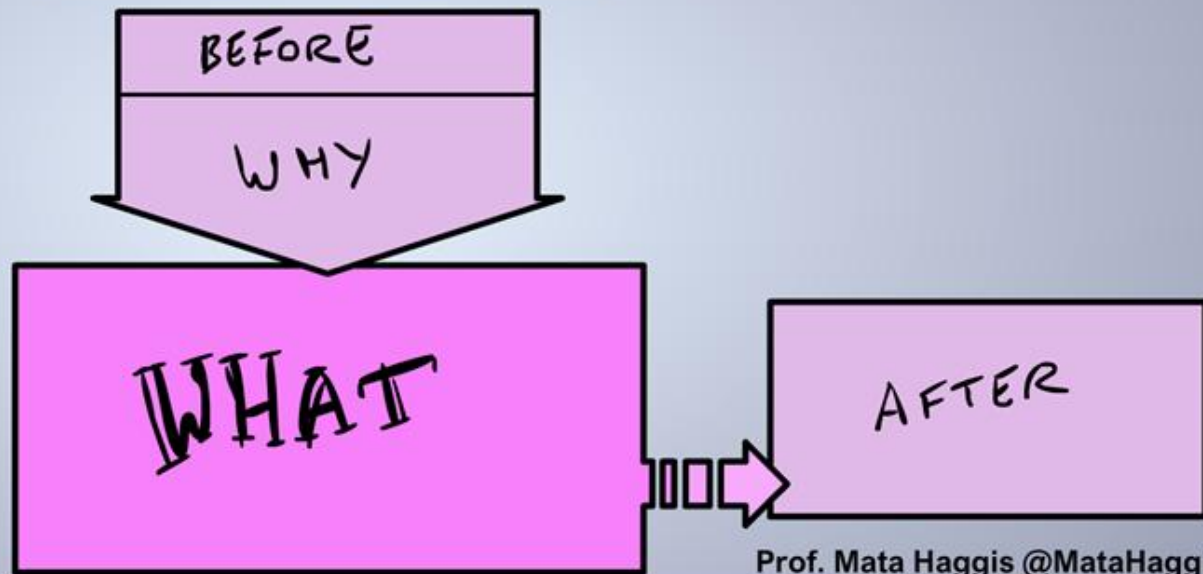 BEFORE
WHY
WHAT
AFTER
Prof. Mata Haggis @MataHagg